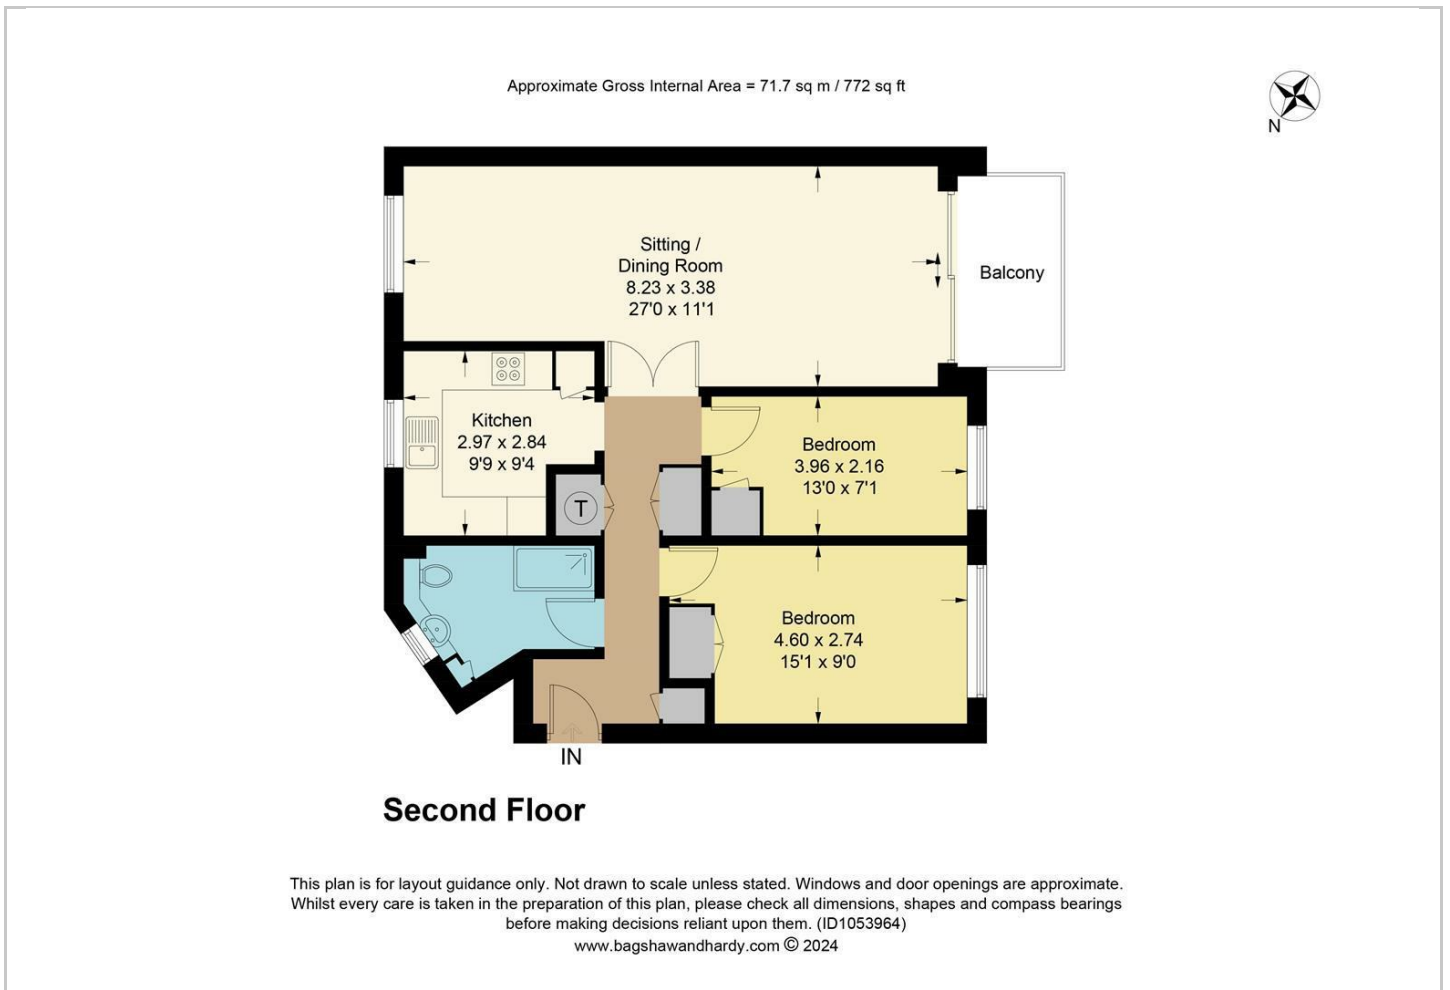 Approximate Gross Internal Area = 71.7 sq m / 772 sq ft
N
Sitting /
Dining Room
8.23 x 3.38
27'0 x 11'1
Balcony
Kitchen
2.97 x 2.84
9'9 x 9'4
Bedroom
3.96 x 2.16
13'0 x 7'1
T
Bedroom
4.60 x 2.74
15'1 x 9'0
IN
Second Floor
This plan is for layout guidance only. Not drawn to scale unless stated. Windows and door openings are approximate.
Whilst every care is taken in the preparation of this plan, please check all dimensions, shapes and compass bearings
before making decisions reliant upon them. (ID1053964)
www.bagshawandhardy.com © 2024